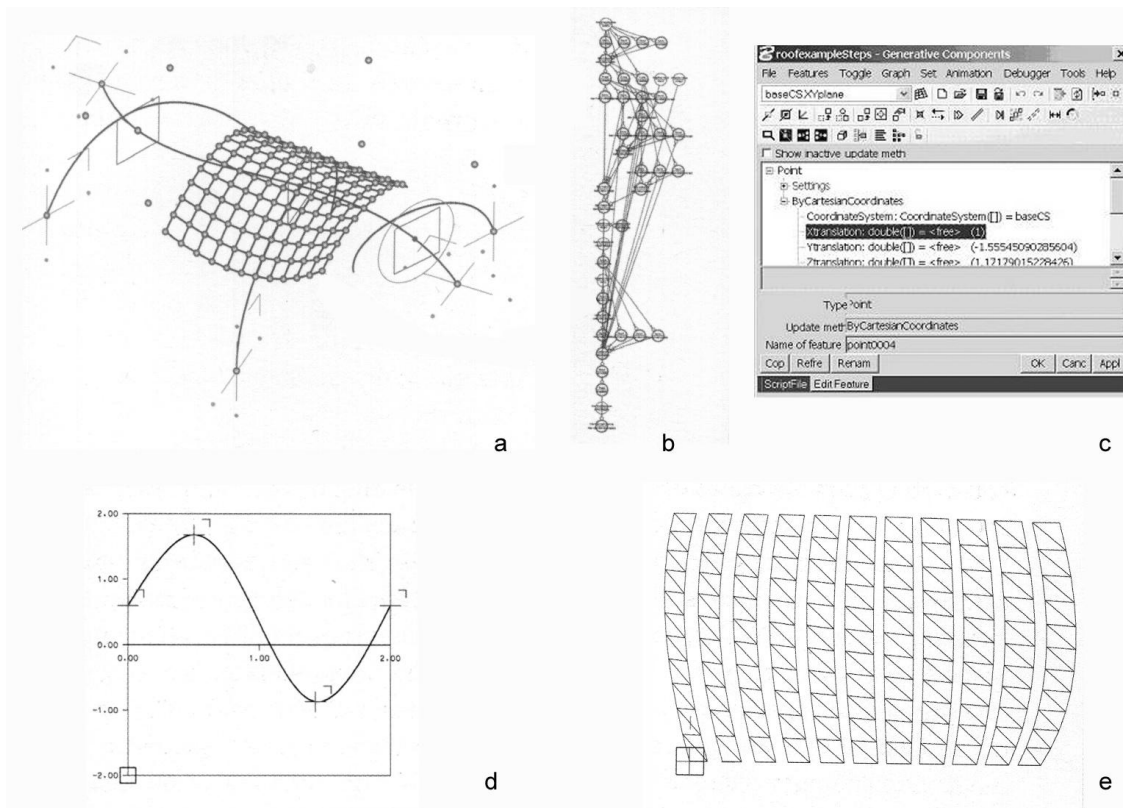 a
b
roofexampleSteps - Generative Components
File Features Toggle Graph Set Animation Debugger Tools Help
baseCS.XYplane
Show inactive update meth
Point
Settings
ByCartesianCoordinates
CoordinateSystem: CoordinateSystem([]) = baseCS
Xtranslation: double([]) = <free> (1)
Ytranslation: double([]) = <free> (-1.55545090285604)
Ztranslation: double([]) = <free> (1.17179015228426)
Type Point
Update meth ByCartesianCoordinates
Name of feature point0004
Cop Refre Renam OK Canc Appl
ScriptFile Edit Feature
c
2.00
1.00
0.00
0.00 1.00 2.00
-1.00
-2.00
d
e